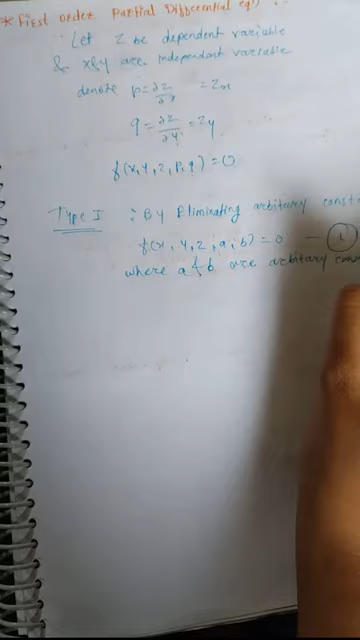 * First order Partial Differential eqn :-
Let Z be dependent variable
& x&y are independent variable
denote p = ∂z/∂x = Zx
q = ∂z/∂y = Zy
f(x,y,z,p,q) = 0
Type I : By Eliminating arbitrary const
f(x,y,z,a,b) = 0 — (1)
where a & b are arbitrary